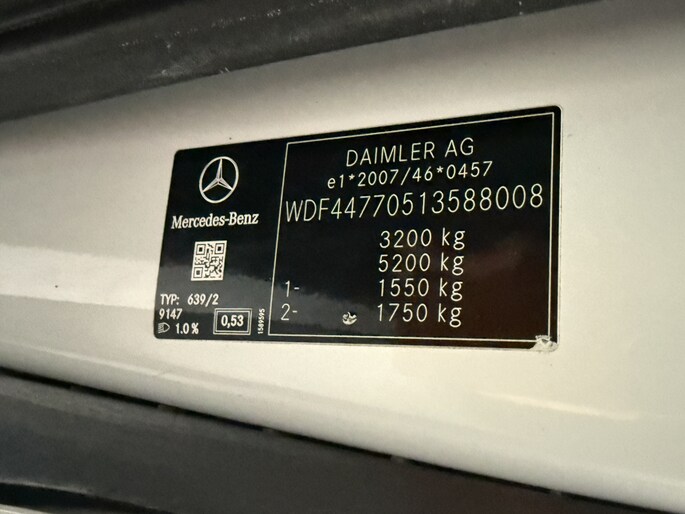 Mercedes-Benz
TYP: 639/2
9147
1.0 %
0,53
1589595
DAIMLER AG
e1*2007/46*0457
WDF44770513588008
3200 kg
5200 kg
1- 1550 kg
2- 1750 kg